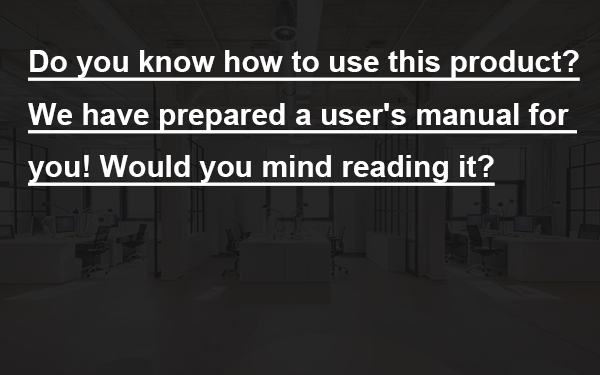 Do you know how to use this product?
We have prepared a user's manual for
you! Would you mind reading it?